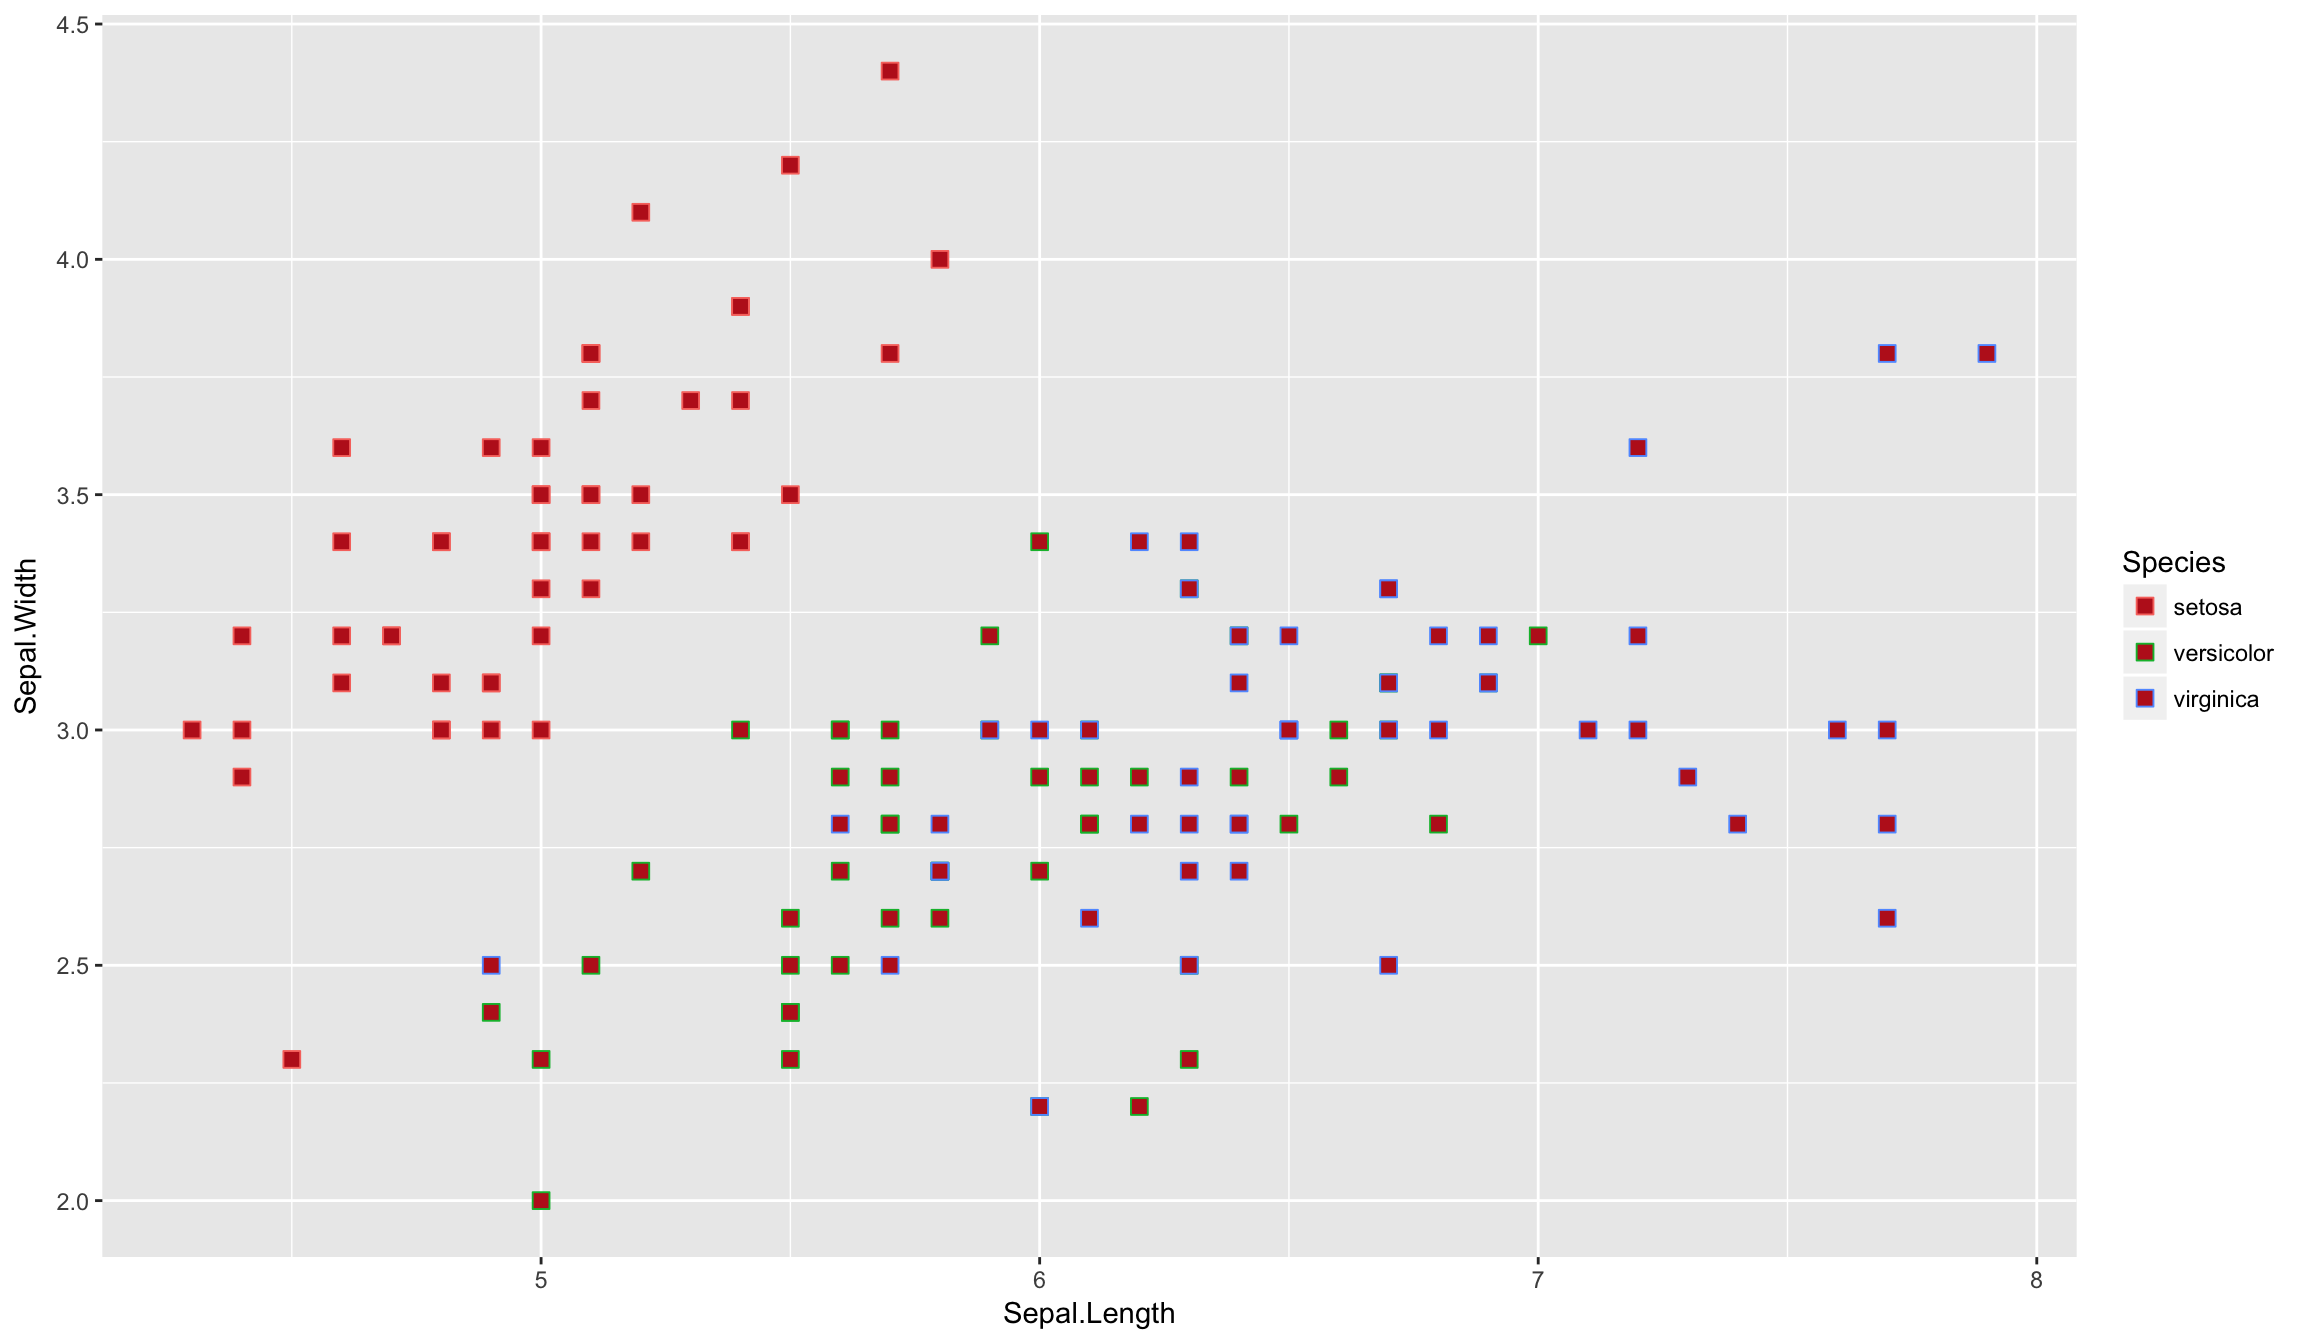 4.5
4.0
3.5
3.0
2.5
2.0
Sepal.Width
5 6 7 8
Sepal.Length
Species
setosa
versicolor
virginica